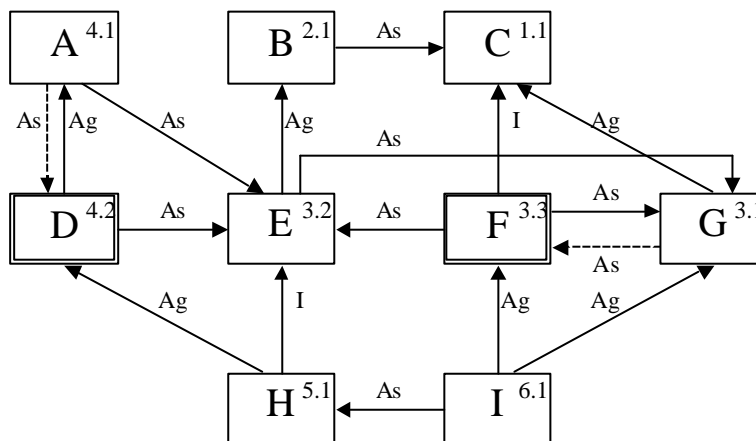 A 4.1
B 2.1
C 1.1
As
As
Ag
As
Ag
As
I
Ag
D 4.2
As
E 3.2
As
F 3.3
As
As
G 3.1
Ag
I
Ag
Ag
H 5.1
As
I 6.1